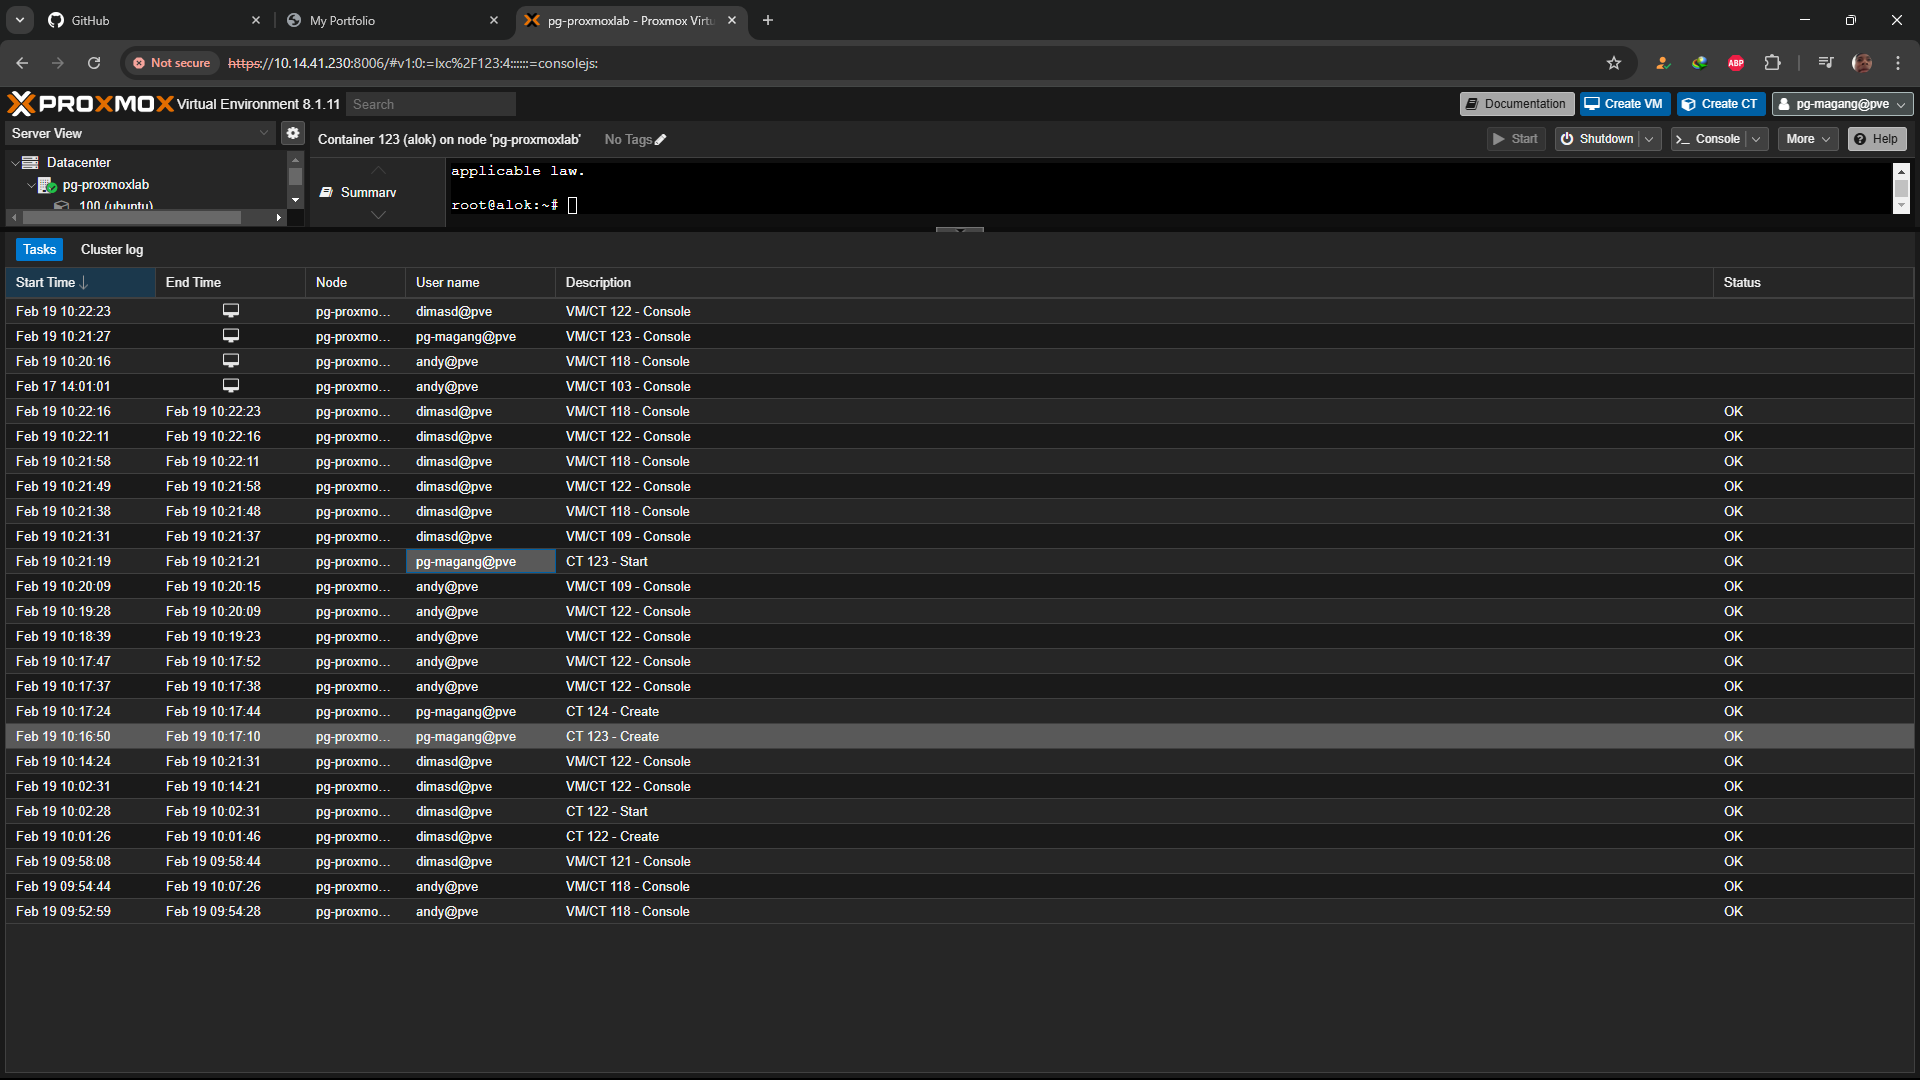 GitHub
My Portfolio
pg-proxmoxlab - Proxmox Virtu
Not secure https://10.14.41.230:8006/#v1:0:=lxc%2F123:4::::::=consolejs:
ABP
PROXMOX Virtual Environment 8.1.11 Search
Documentation Create VM Create CT pg-magang@pve
Server View
Container 123 (alok) on node 'pg-proxmoxlab' No Tags
Start Shutdown Console More Help
Datacenter
pg-proxmoxlab
100 (ubuntu)
Summary
applicable law.
root@alok:~#
Tasks Cluster log
Start Time End Time Node User name Description Status
Feb 19 10:22:23 pg-proxmo... dimasd@pve VM/CT 122 - Console
Feb 19 10:21:27 pg-proxmo... pg-magang@pve VM/CT 123 - Console
Feb 19 10:20:16 pg-proxmo... andy@pve VM/CT 118 - Console
Feb 17 14:01:01 pg-proxmo... andy@pve VM/CT 103 - Console
Feb 19 10:22:16 Feb 19 10:22:23 pg-proxmo... dimasd@pve VM/CT 118 - Console OK
Feb 19 10:22:11 Feb 19 10:22:16 pg-proxmo... dimasd@pve VM/CT 122 - Console OK
Feb 19 10:21:58 Feb 19 10:22:11 pg-proxmo... dimasd@pve VM/CT 118 - Console OK
Feb 19 10:21:49 Feb 19 10:21:58 pg-proxmo... dimasd@pve VM/CT 122 - Console OK
Feb 19 10:21:38 Feb 19 10:21:48 pg-proxmo... dimasd@pve VM/CT 118 - Console OK
Feb 19 10:21:31 Feb 19 10:21:37 pg-proxmo... dimasd@pve VM/CT 109 - Console OK
Feb 19 10:21:19 Feb 19 10:21:21 pg-proxmo... pg-magang@pve CT 123 - Start OK
Feb 19 10:20:09 Feb 19 10:20:15 pg-proxmo... andy@pve VM/CT 109 - Console OK
Feb 19 10:19:28 Feb 19 10:20:09 pg-proxmo... andy@pve VM/CT 122 - Console OK
Feb 19 10:18:39 Feb 19 10:19:23 pg-proxmo... andy@pve VM/CT 122 - Console OK
Feb 19 10:17:47 Feb 19 10:17:52 pg-proxmo... andy@pve VM/CT 122 - Console OK
Feb 19 10:17:37 Feb 19 10:17:38 pg-proxmo... andy@pve VM/CT 122 - Console OK
Feb 19 10:17:24 Feb 19 10:17:44 pg-proxmo... pg-magang@pve CT 124 - Create OK
Feb 19 10:16:50 Feb 19 10:17:10 pg-proxmo... pg-magang@pve CT 123 - Create OK
Feb 19 10:14:24 Feb 19 10:21:31 pg-proxmo... dimasd@pve VM/CT 122 - Console OK
Feb 19 10:02:31 Feb 19 10:14:21 pg-proxmo... dimasd@pve VM/CT 122 - Console OK
Feb 19 10:02:28 Feb 19 10:02:31 pg-proxmo... dimasd@pve CT 122 - Start OK
Feb 19 10:01:26 Feb 19 10:01:46 pg-proxmo... dimasd@pve CT 122 - Create OK
Feb 19 09:58:08 Feb 19 09:58:44 pg-proxmo... dimasd@pve VM/CT 121 - Console OK
Feb 19 09:54:44 Feb 19 10:07:26 pg-proxmo... andy@pve VM/CT 118 - Console OK
Feb 19 09:52:59 Feb 19 09:54:28 pg-proxmo... andy@pve VM/CT 118 - Console OK